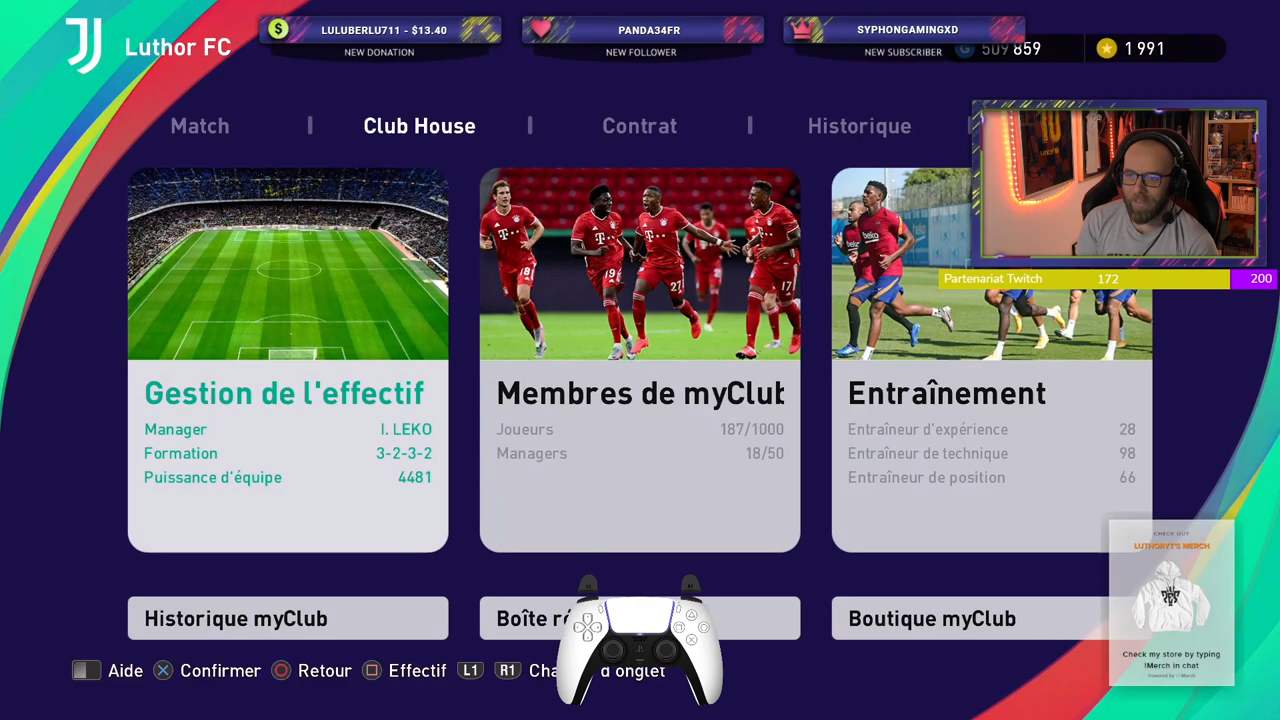 Luthor FC
LULUBERLU711 - $13.40
NEW DONATION
PANDA34FR
NEW FOLLOWER
SYPHONGAMINGXD
NEW SUBSCRIBER
509 859
1 991
Match
Club House
Contrat
Historique
Partenariat Twitch 172 200
Gestion de l'effectif
Manager I. LEKO
Formation 3-2-3-2
Puissance d'équipe 4481
Membres de myClub
Joueurs 187/1000
Managers 18/50
Entraînement
Entraîneur d'expérience 28
Entraîneur de technique 98
Entraîneur de position 66
CHECK OUT
LUTHORYT'S MERCH
Check my store by typing
!Merch in chat
Historique myClub
Boîte
Boutique myClub
Aide Confirmer Retour Effectif L1 R1 d'onglet